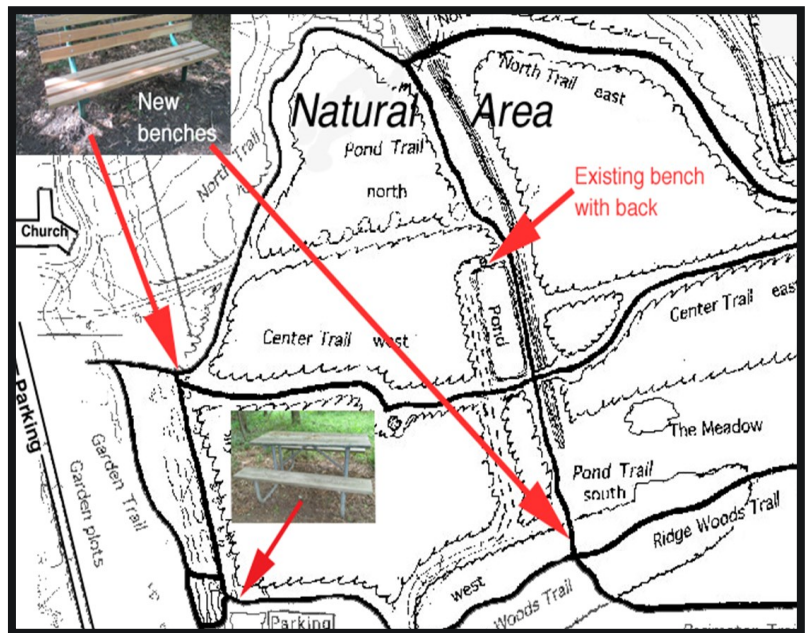 North
New
benches
Natural Area
North Trail east
Pond Trail
north
North Trail
Existing bench
with back
Church
Center Trail west
Pond
Center Trail east
Parking
Garden Trail
Garden plots
The Meadow
Pond Trail
south
Ridge Woods Trail
west
Woods Trail
Parking